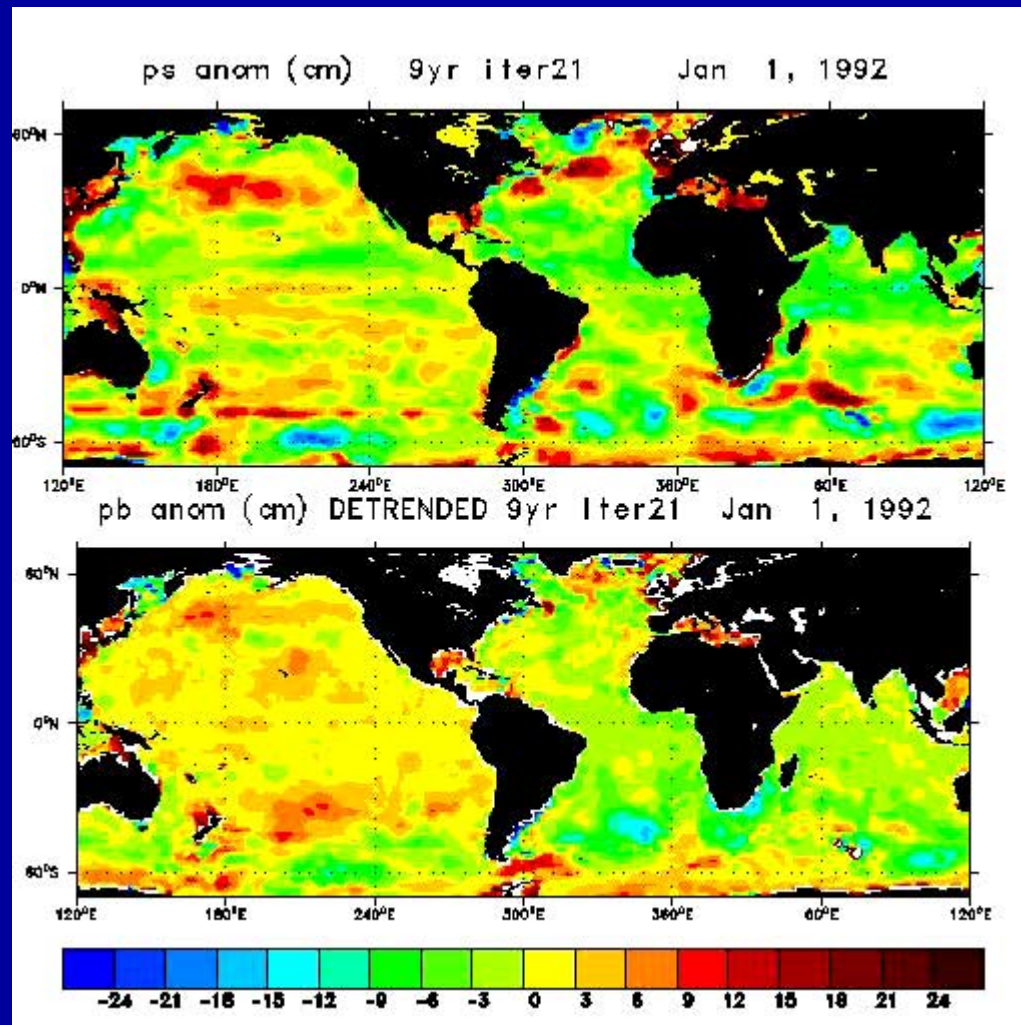 ps anom (cm) 9yr iter21 Jan 1, 1992
60°N
0°N
60°S
120°E 180°E 240°E 300°E 360°E 60°E 120°E
pb anom (cm) DETRENDED 9yr Iter21 Jan 1, 1992
60°N
0°N
60°S
120°E 180°E 240°E 300°E 360°E 60°E 120°E
-24 -21 -18 -15 -12 -9 -6 -3 0 3 6 9 12 15 18 21 24